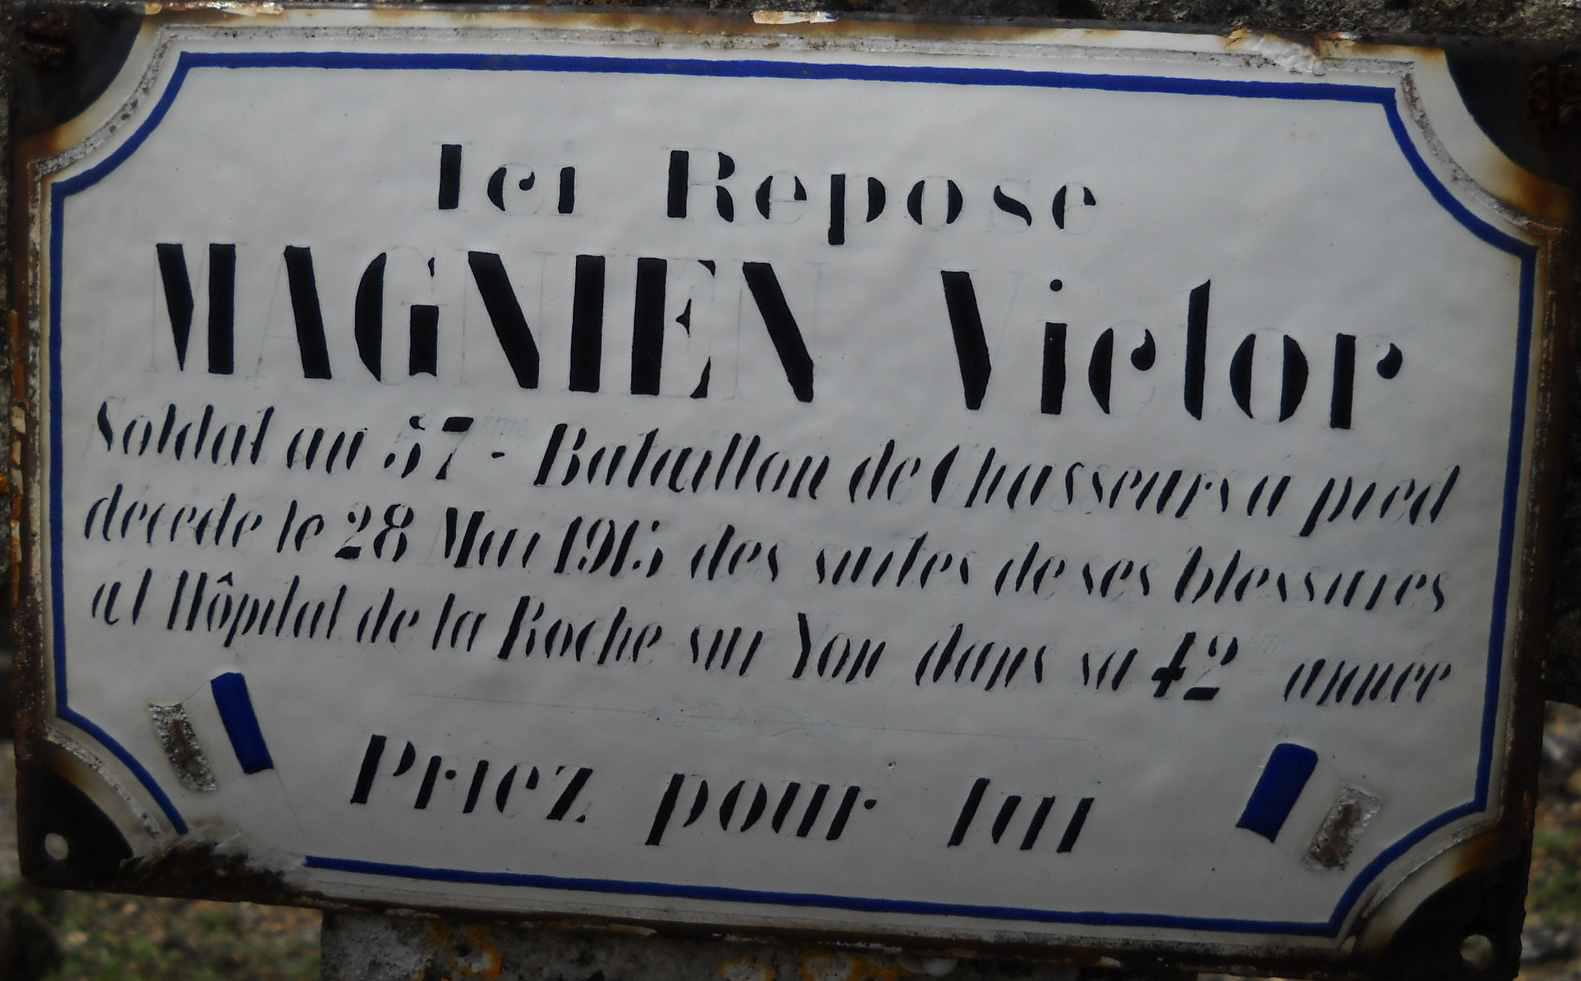 Ici Repose
MAGNIEN Victor
Soldat au 57ème Bataillon de Chasseurs à pied
décédé le 28 Mai 1915 des suites de ses blessures
à l'Hôpital de la Roche sur Yon dans sa 42e année
Priez pour lui